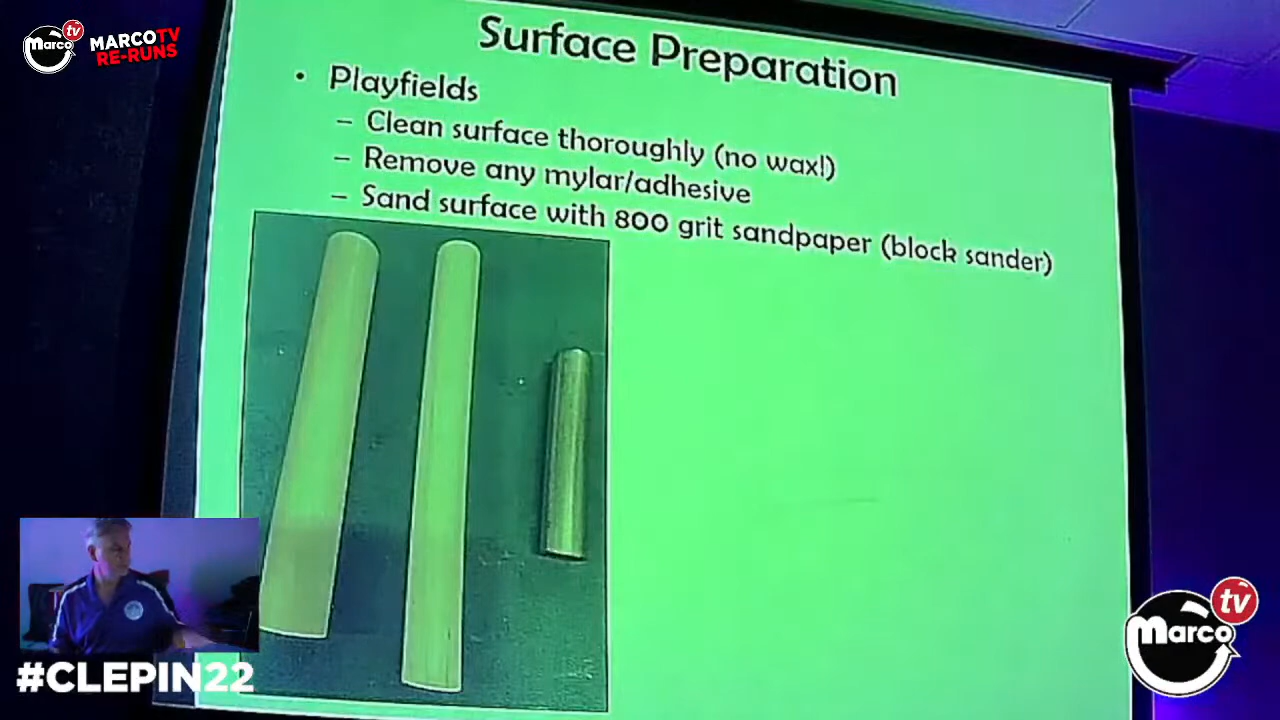 marco tv
MARCOTV
RE-RUNS
Surface Preparation
• Playfields
– Clean surface thoroughly (no wax!)
– Remove any mylar/adhesive
– Sand surface with 800 grit sandpaper (block sander)
#CLEPIN22
marco tv